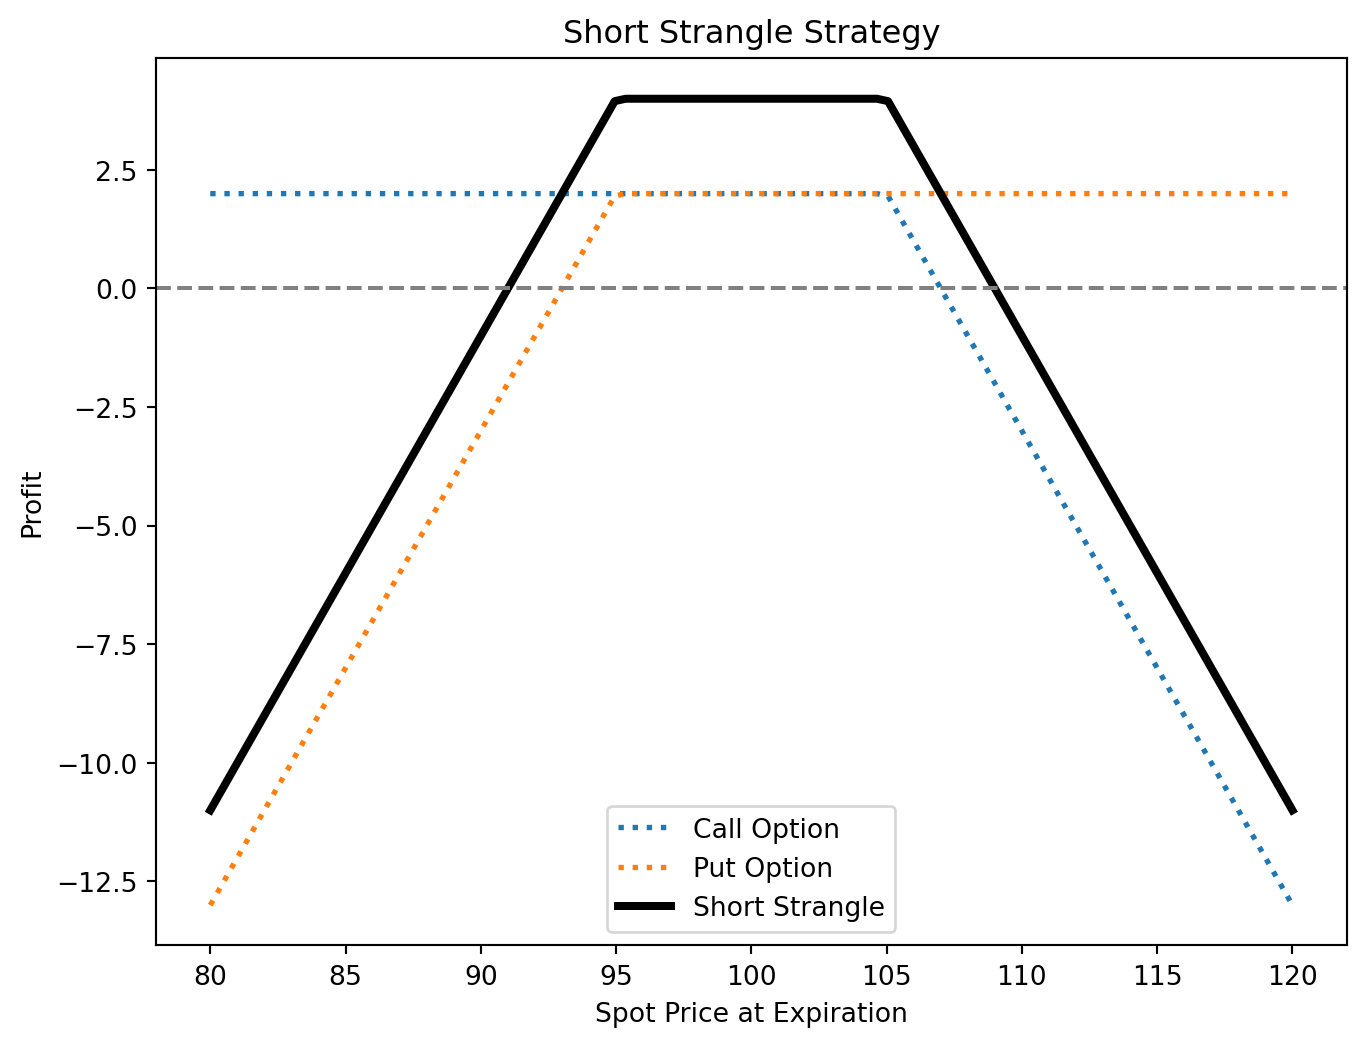 Short Strangle Strategy
2.5
0.0
−2.5
−5.0
−7.5
−10.0
−12.5
Profit
Call Option
Put Option
Short Strangle
80 85 90 95 100 105 110 115 120
Spot Price at Expiration